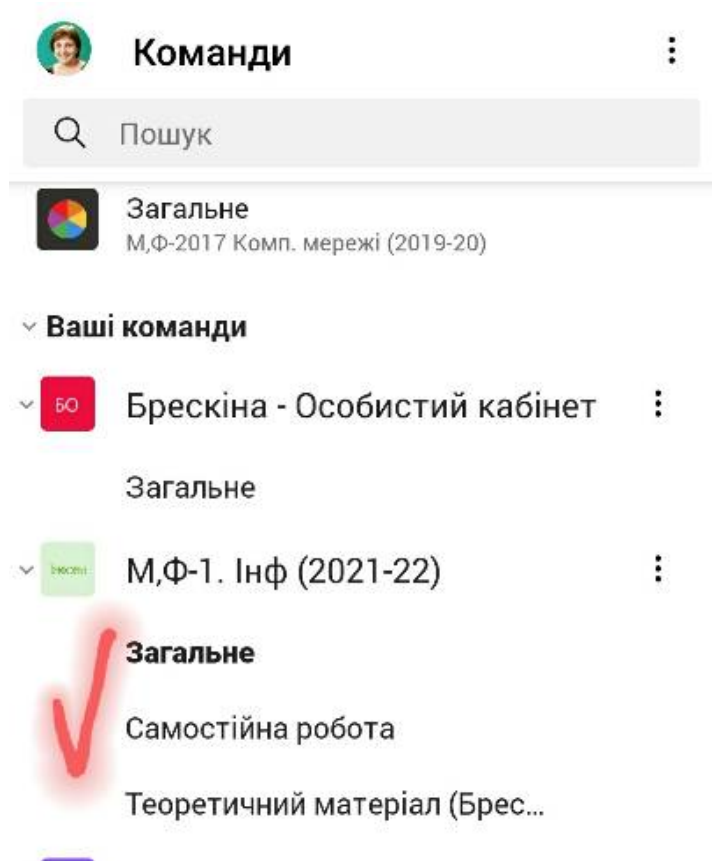 Команди
Пошук
Загальне
М,Ф-2017 Комп. мережі (2019-20)
Ваші команди
БО
Брескіна - Особистий кабінет
Загальне
М,Ф-1. Інф (2021-22)
Загальне
Самостійна робота
Теоретичний матеріал (Брес...